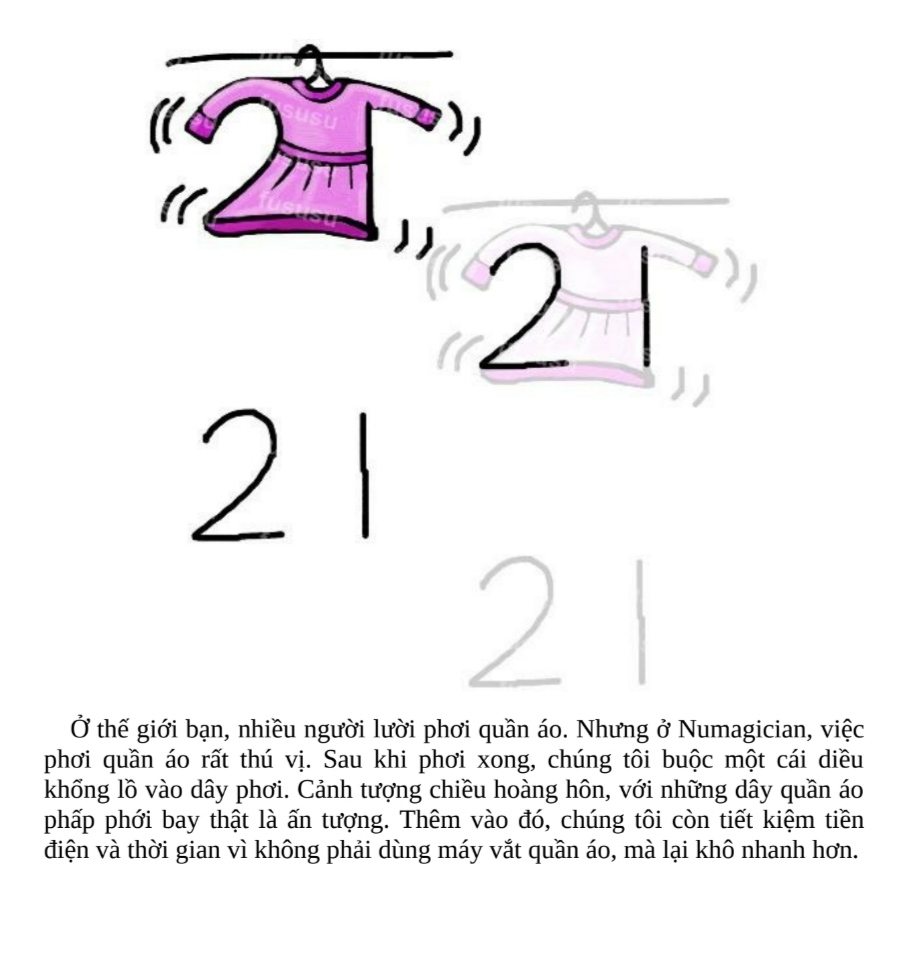 fususu
fususu
fususu
21
21
21
Ở thế giới bạn, nhiều người lười phơi quần áo. Nhưng ở Numagician, việc
phơi quần áo rất thú vị. Sau khi phơi xong, chúng tôi buộc một cái diều
khổng lồ vào dây phơi. Cảnh tượng chiều hoàng hôn, với những dây quần áo
phấp phới bay thật là ấn tượng. Thêm vào đó, chúng tôi còn tiết kiệm tiền
điện và thời gian vì không phải dùng máy vắt quần áo, mà lại khô nhanh hơn.